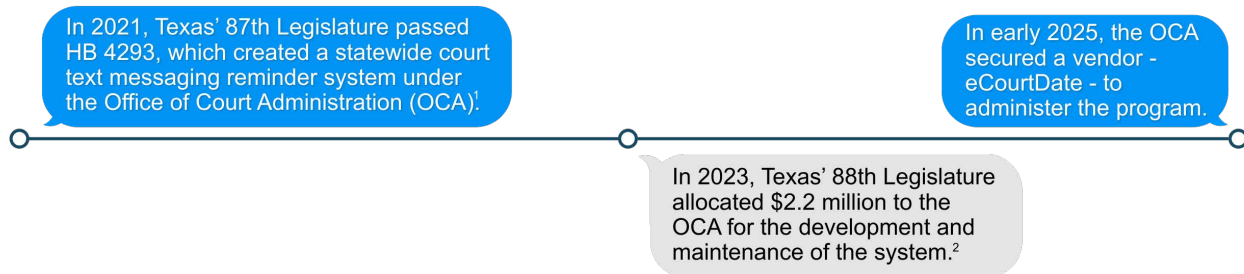 In 2021, Texas' 87th Legislature passed
HB 4293, which created a statewide court
text messaging reminder system under
the Office of Court Administration (OCA)¹.
In 2023, Texas' 88th Legislature
allocated $2.2 million to the
OCA for the development and
maintenance of the system.²
In early 2025, the OCA
secured a vendor -
eCourtDate - to
administer the program.